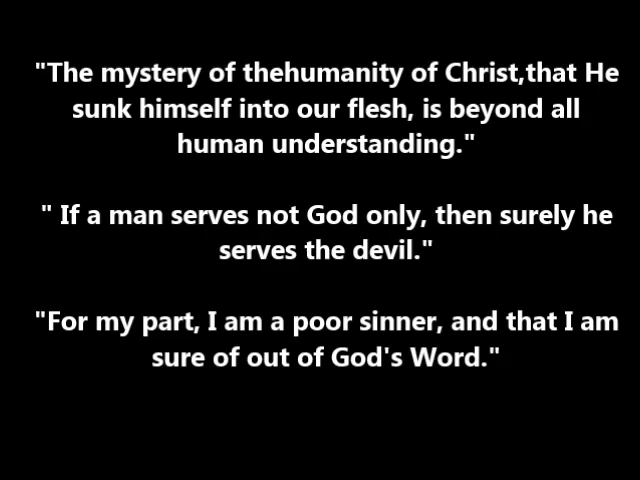 "The mystery of thehumanity of Christ,that He
sunk himself into our flesh, is beyond all
human understanding."
" If a man serves not God only, then surely he
serves the devil."
"For my part, I am a poor sinner, and that I am
sure of out of God's Word."